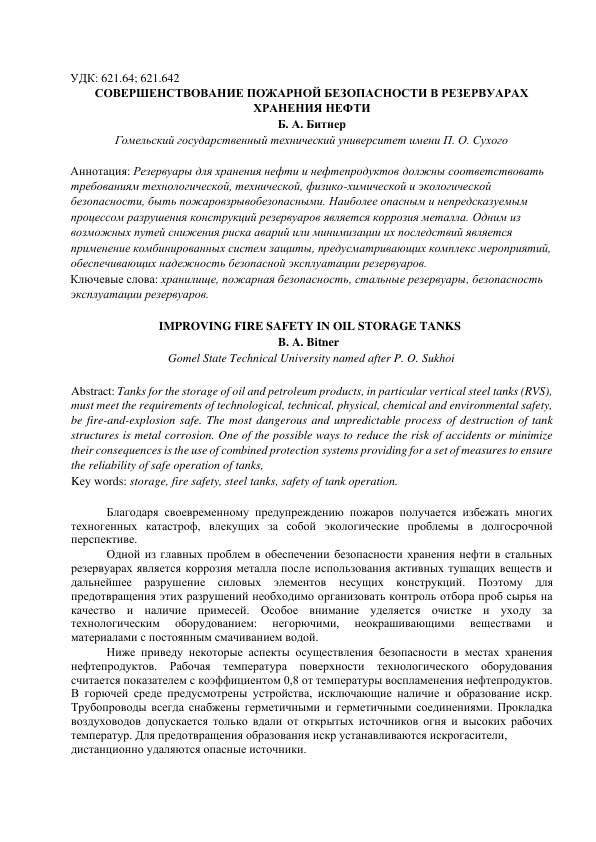 УДК: 621.64; 621.642
СОВЕРШЕНСТВОВАНИЕ ПОЖАРНОЙ БЕЗОПАСНОСТИ В РЕЗЕРВУАРАХ
ХРАНЕНИЯ НЕФТИ
Б. А. Битнер
Гомельский государственный технический университет имени П. О. Сухого
Аннотация: Резервуары для хранения нефти и нефтепродуктов должны соответствовать
требованиям технологической, технической, физико-химической и экологической
безопасности, быть пожаровзрывобезопасными. Наиболее опасным и непредсказуемым
процессом разрушения конструкций резервуаров является коррозия металла. Одним из
возможных путей снижения риска аварий или минимизации их последствий является
применение комбинированных систем защиты, предусматривающих комплекс мероприятий,
обеспечивающих надежность безопасной эксплуатации резервуаров.
Ключевые слова: хранилище, пожарная безопасность, стальные резервуары, безопасность
эксплуатации резервуаров.
IMPROVING FIRE SAFETY IN OIL STORAGE TANKS
B. A. Bitner
Gomel State Technical University named after P. O. Sukhoi
Abstract: Tanks for the storage of oil and petroleum products, in particular vertical steel tanks (RVS),
must meet the requirements of technological, technical, physical, chemical and environmental safety,
be fire-and-explosion safe. The most dangerous and unpredictable process of destruction of tank
structures is metal corrosion. One of the possible ways to reduce the risk of accidents or minimize
their consequences is the use of combined protection systems providing for a set of measures to ensure
the reliability of safe operation of tanks,
Key words: storage, fire safety, steel tanks, safety of tank operation.
Благодаря своевременному предупреждению пожаров получается избежать многих
техногенных катастроф, влекущих за собой экологические проблемы в долгосрочной
перспективе.
Одной из главных проблем в обеспечении безопасности хранения нефти в стальных
резервуарах является коррозия металла после использования активных тушащих веществ и
дальнейшее разрушение силовых элементов несущих конструкций. Поэтому для
предотвращения этих разрушений необходимо организовать контроль отбора проб сырья на
качество и наличие примесей. Особое внимание уделяется очистке и уходу за
технологическим оборудованием: негорючими, неокрашивающими веществами и
материалами с постоянным смачиванием водой.
Ниже приведу некоторые аспекты осуществления безопасности в местах хранения
нефтепродуктов. Рабочая температура поверхности технологического оборудования
считается показателем с коэффициентом 0,8 от температуры воспламенения нефтепродуктов.
В горючей среде предусмотрены устройства, исключающие наличие и образование искр.
Трубопроводы всегда снабжены герметичными и герметичными соединениями. Прокладка
воздуховодов допускается только вдали от открытых источников огня и высоких рабочих
температур. Для предотвращения образования искр устанавливаются искрогасители,
дистанционно удаляются опасные источники.